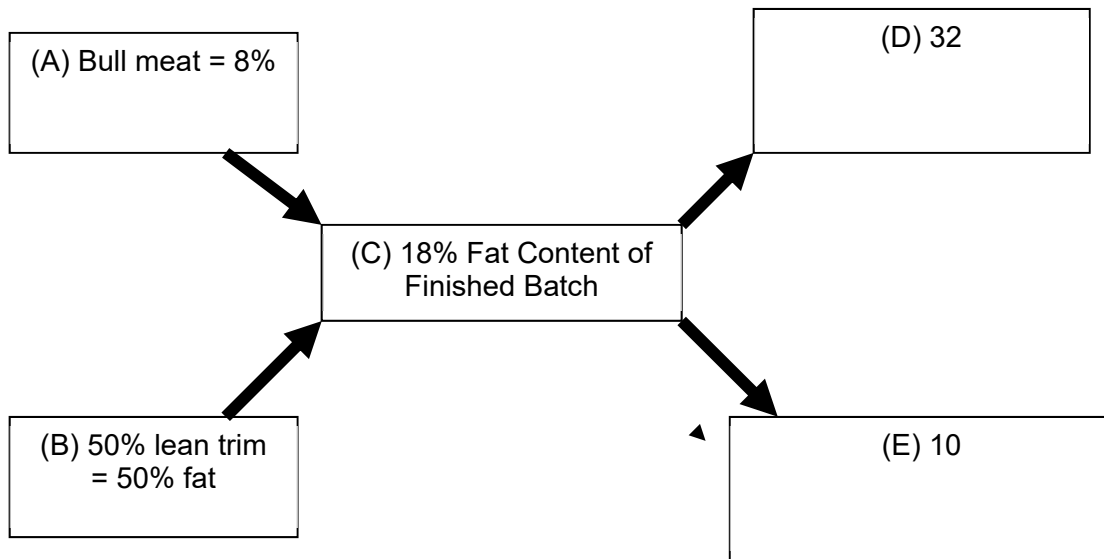 (A) Bull meat = 8%
(D) 32
(C) 18% Fat Content of
Finished Batch
(B) 50% lean trim
= 50% fat
(E) 10